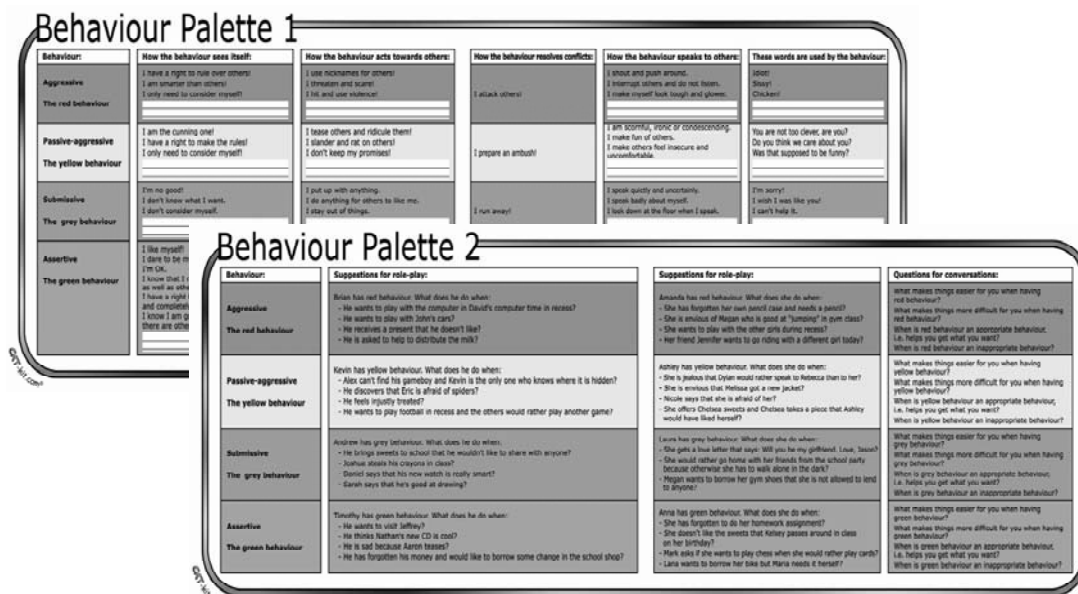 Behaviour Palette 1
Behaviour:
How the behaviour sees itself:
How the behaviour acts towards others:
How the behaviour resolves conflicts:
How the behaviour speaks to others:
These words are used by the behaviour:
Aggressive
The red behaviour
I have a right to rule over others!
I am smarter than others!
I only need to consider myself!
I use nicknames for others!
I threaten and scare!
I hit and use violence!
I attack others!
I shout and push around.
I interrupt others and do not listen.
I make myself look tough and glower.
Idiot!
Sissy!
Chicken!
Passive-aggressive
The yellow behaviour
I am the cunning one!
I have a right to make the rules!
I only need to consider myself!
I tease others and ridicule them!
I slander and rat on others!
I don't keep my promises!
I prepare an ambush!
I am scornful, ironic or condescending.
I make fun of others.
I make others feel insecure and
uncomfortable.
You are not too clever, are you?
Do you think we care about you?
Was that supposed to be funny?
Submissive
The grey behaviour
I'm no good!
I don't know what I want.
I don't consider myself.
I put up with anything.
I do anything for others to like me.
I stay out of things.
I run away!
I speak quietly and uncertainly.
I speak badly about myself.
I look down at the floor when I speak.
I'm sorry!
I wish I was like you!
I can't help it.
Assertive
The green behaviour
I like myself!
I dare to be
I'm OK.
I know that I
as well as
I have a right
and
I know I am
there are
CAT-kit.com
Behaviour Palette 2
Behaviour:
Suggestions for role-play:
Suggestions for role-play:
Questions for conversations:
Aggressive
The red behaviour
Brian has red behaviour. What does he do when:
- He wants to play with the computer in David's computer time in recess?
- He wants to play with John's cars?
- He receives a present that he doesn't like?
- He is asked to help to distribute the milk?
Amanda has red behaviour. What does she do when:
- She has forgotten her own pencil case and needs a pencil?
- She is envious of Megan who is good at "jumping" in gym class?
- She wants to play with the other girls during recess?
- Her friend Jennifer wants to go riding with a different girl today?
What makes things easier for you when having
red behaviour?
What makes things more difficult for you when having
red behaviour?
When is red behaviour an appropriate behaviour,
i.e. helps you get what you want?
When is red behaviour an inappropriate behaviour?
Passive-aggressive
The yellow behaviour
Kevin has yellow behaviour. What does he do when:
- Alex can't find his gameboy and Kevin is the only one who knows where it is hidden?
- He discovers that Eric is afraid of spiders?
- He feels injustly treated?
- He wants to play football in recess and the others would rather play another game?
Ashley has yellow behaviour. What does she do when:
- She is jealous that Dylan would rather speak to Rebecca than to her?
- She is envious that Melissa got a new jacket?
- Nicole says that she is afraid of her?
- She offers Chelsea sweets and Chelsea takes a piece that Ashley
would have liked herself?
What makes things easier for you when having
yellow behaviour?
What makes things more difficult for you when having
yellow behaviour?
When is yellow behaviour an appropriate behaviour,
i.e. helps you get what you want?
When is yellow behaviour an inappropriate behaviour?
Submissive
The grey behaviour
Andrew has grey behaviour. What does he do when:
- He brings sweets to school that he wouldn't like to share with anyone?
- Joshua steals his crayons in class?
- Daniel says that his new watch is really smart?
- Sarah says that he's good at drawing?
Laura has grey behaviour. What does she do when:
- She gets a love letter that says: Will you be my girlfriend. Love, Jason?
- She would rather go home with her friends from the school party
because otherwise she has to walk alone in the dark?
- Megan wants to borrow her gym shoes that she is not allowed to lend
to anyone?
What makes things easier for you when having
grey behaviour?
What makes things more difficult for you when having
grey behaviour?
When is grey behaviour an appropriate behaviour,
i.e. helps you get what you want?
When is grey behaviour an inappropriate behaviour?
Assertive
The green behaviour
Timothy has green behaviour. What does he do when:
- He wants to visit Jeffrey?
- He thinks Nathan's new CD is cool?
- He is sad because Aaron teases?
- He has forgotten his money and would like to borrow some change in the school shop?
Anna has green behaviour. What does she do when:
- She has forgotten to do her homework assignment?
- She doesn't like the sweets that Kelsey passes around in class
on her birthday?
- Mark asks if she wants to play chess when she would rather play cards?
- Lana wants to borrow her bike but Maria needs it herself?
What makes things easier for you when having
green behaviour?
What makes things more difficult for you when having
green behaviour?
When is green behaviour an appropriate behaviour,
i.e. helps you get what you want?
When is green behaviour an inappropriate behaviour?